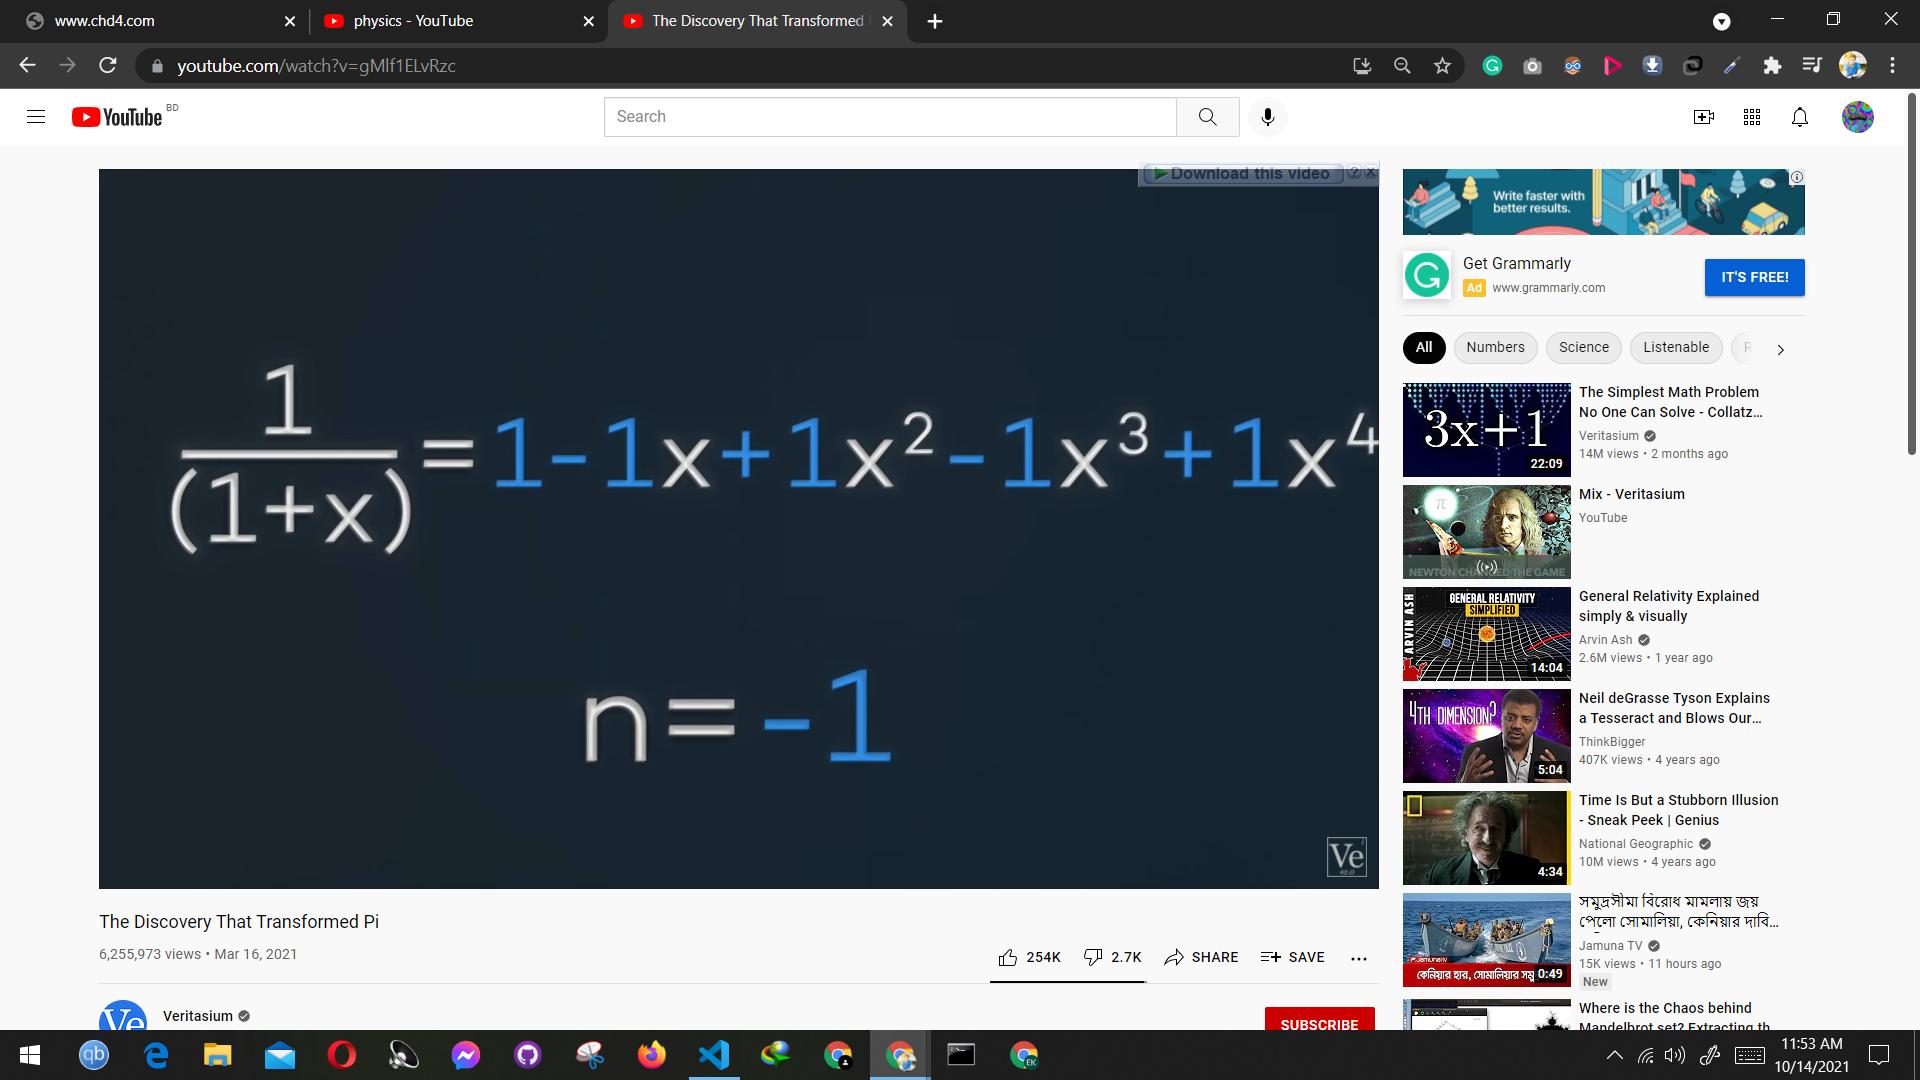 www.chd4.com
physics - YouTube
The Discovery That Transformed
youtube.com/watch?v=gMlf1ELvRzc
YouTube BD
Search
Download this video
1/(1+x) = 1-1x+1x²-1x³+1x⁴
n=-1
Ve
42.0
Write faster with
better results.
Get Grammarly
Ad www.grammarly.com
IT'S FREE!
All Numbers Science Listenable
3x+1
22:09
The Simplest Math Problem
No One Can Solve - Collatz...
Veritasium
14M views • 2 months ago
π
NEWTON CHANGED THE GAME
Mix - Veritasium
YouTube
ARVIN ASH
GENERAL RELATIVITY
SIMPLIFIED
14:04
General Relativity Explained
simply & visually
Arvin Ash
2.6M views • 1 year ago
4TH DIMENSION?
5:04
Neil deGrasse Tyson Explains
a Tesseract and Blows Our...
ThinkBigger
407K views • 4 years ago
4:34
Time Is But a Stubborn Illusion
- Sneak Peek | Genius
National Geographic
10M views • 4 years ago
কেনিয়ার হার, সোমালিয়ার
0:49
সমুদ্রসীমা বিরোধ মামলায় জয়
পেলো সোমালিয়া, কেনিয়ার দাবি...
Jamuna TV
15K views • 11 hours ago
New
Where is the Chaos behind
Mandelbrot set? Extracting th
The Discovery That Transformed Pi
6,255,973 views • Mar 16, 2021
254K 2.7K SHARE SAVE
Ve
Veritasium
SUBSCRIBE
qb
EK
11:53 AM
10/14/2021